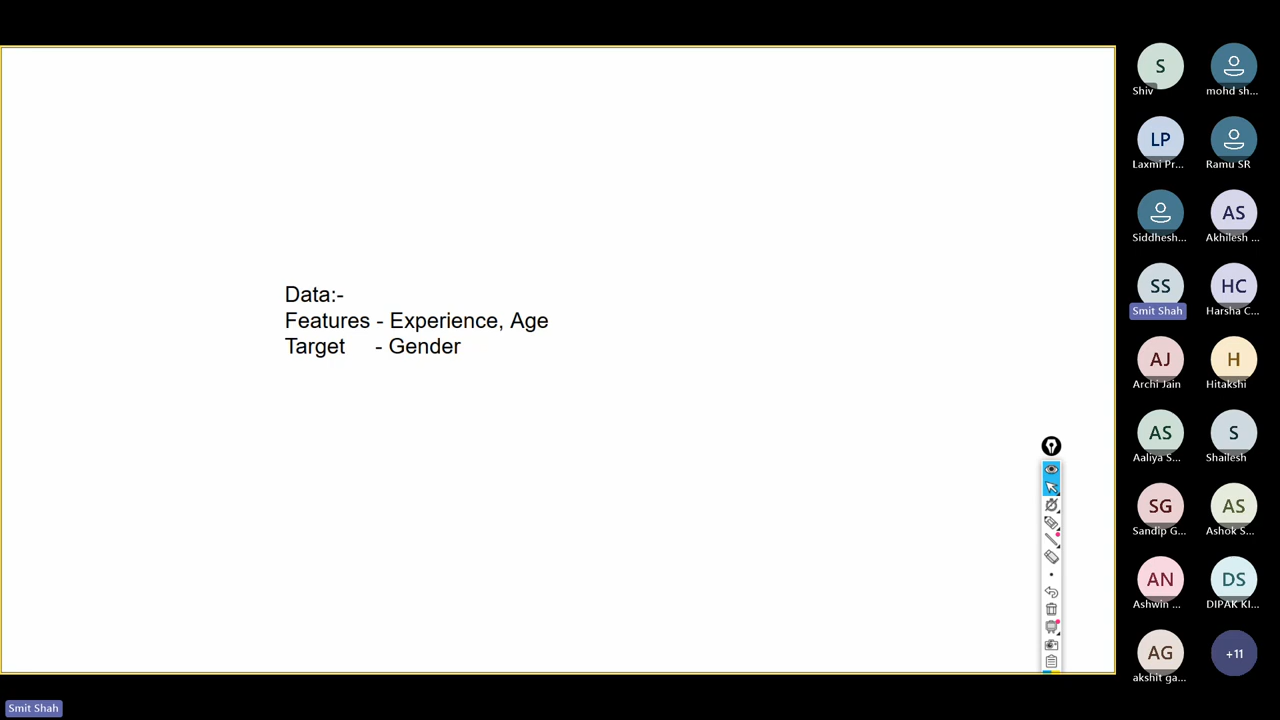 S
Shiv
mohd sh...
LP
Laxmi Pr...
Ramu SR
Siddhesh...
AS
Akhilesh ...
SS
Smit Shah
HC
Harsha C...
Data:-
Features - Experience, Age
Target - Gender
AJ
Archi Jain
H
Hitakshi
AS
Aaliya S...
S
Shailesh
SG
Sandip G...
AS
Ashok S...
AN
Ashwin ...
DS
DIPAK KI...
AG
akshit ga...
+11
Smit Shah